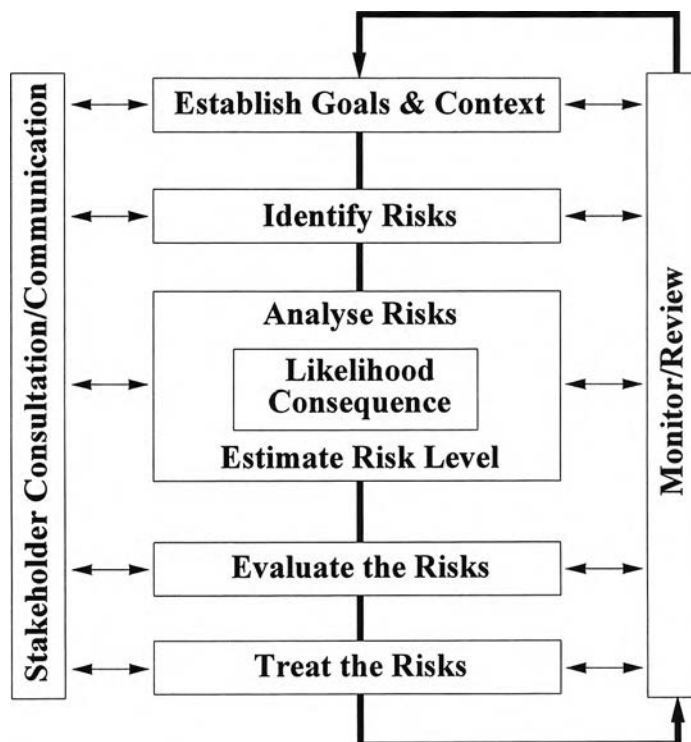 Stakeholder Consultation/Communication
Establish Goals & Context
Identify Risks
Analyse Risks
Likelihood
Consequence
Estimate Risk Level
Evaluate the Risks
Treat the Risks
Monitor/Review